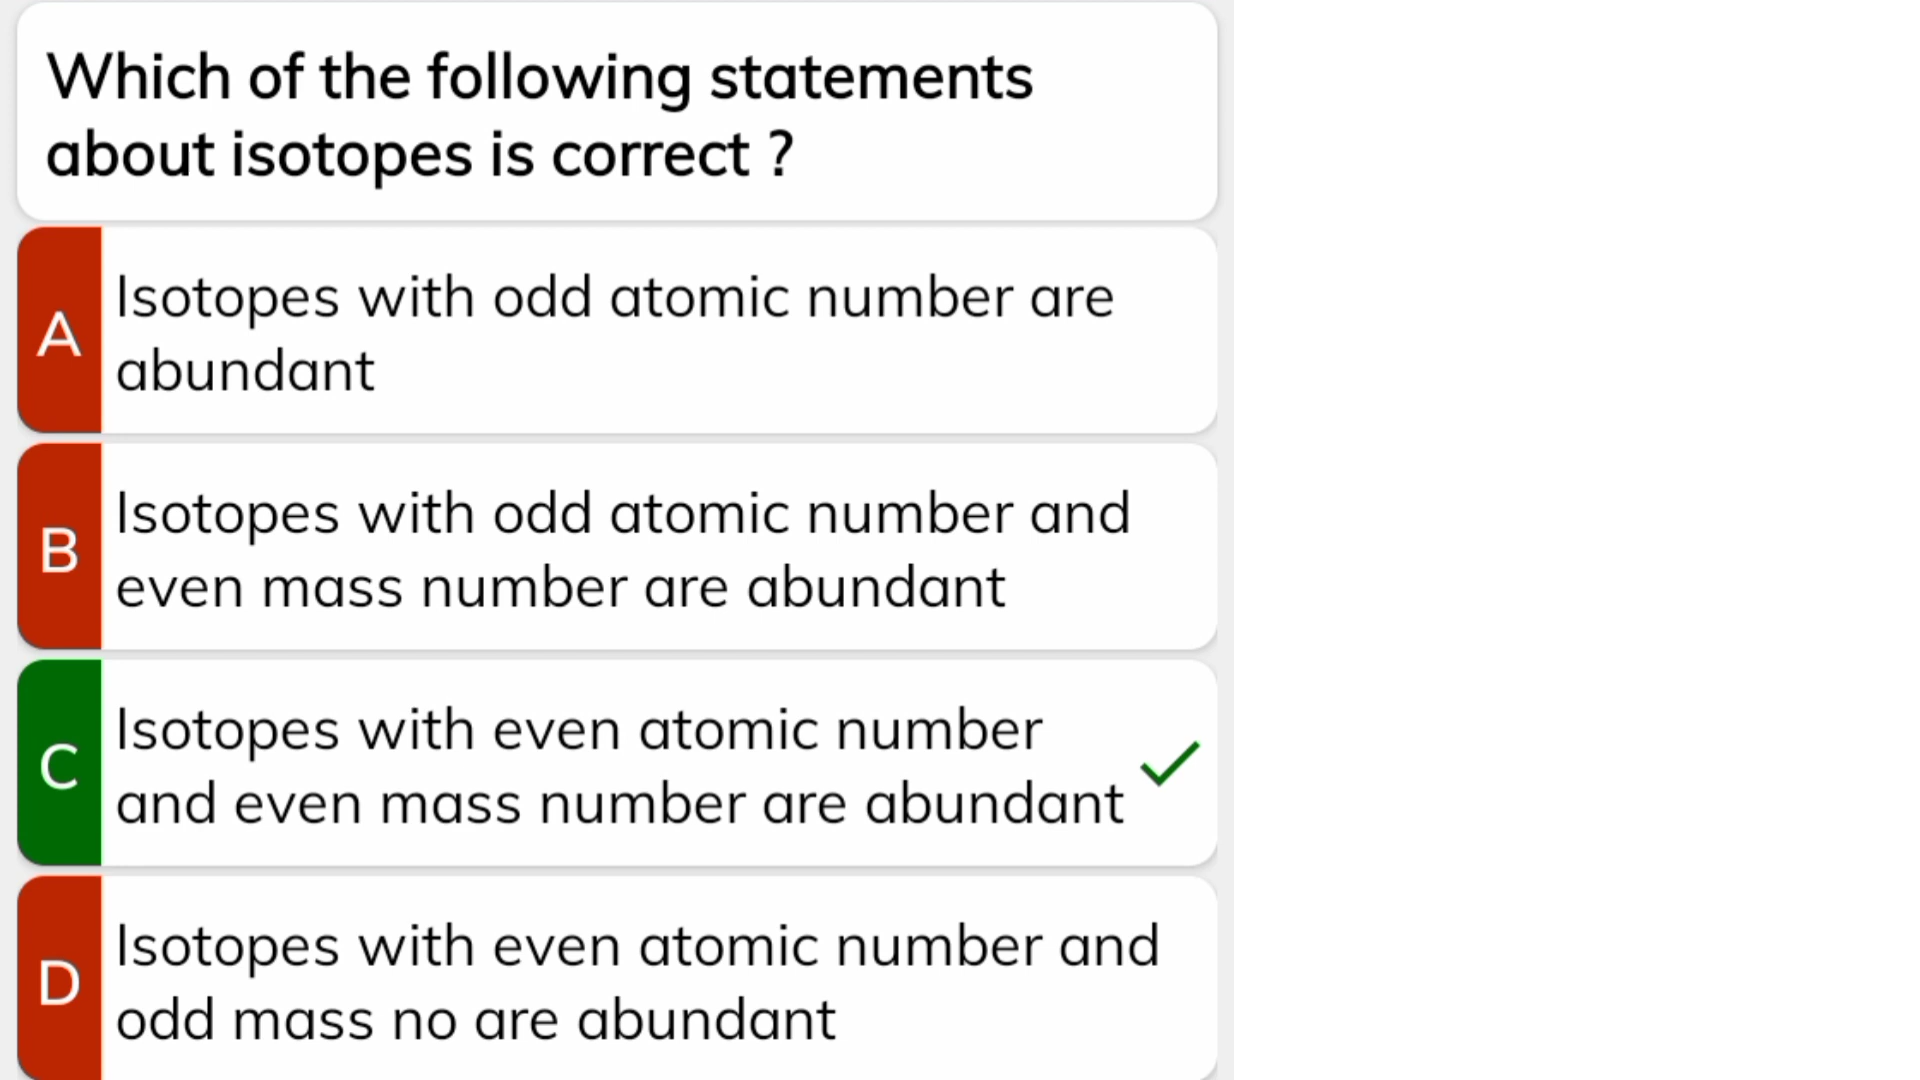 Which of the following statements
about isotopes is correct ?
A
Isotopes with odd atomic number are
abundant
B
Isotopes with odd atomic number and
even mass number are abundant
C
Isotopes with even atomic number
and even mass number are abundant
D
Isotopes with even atomic number and
odd mass no are abundant